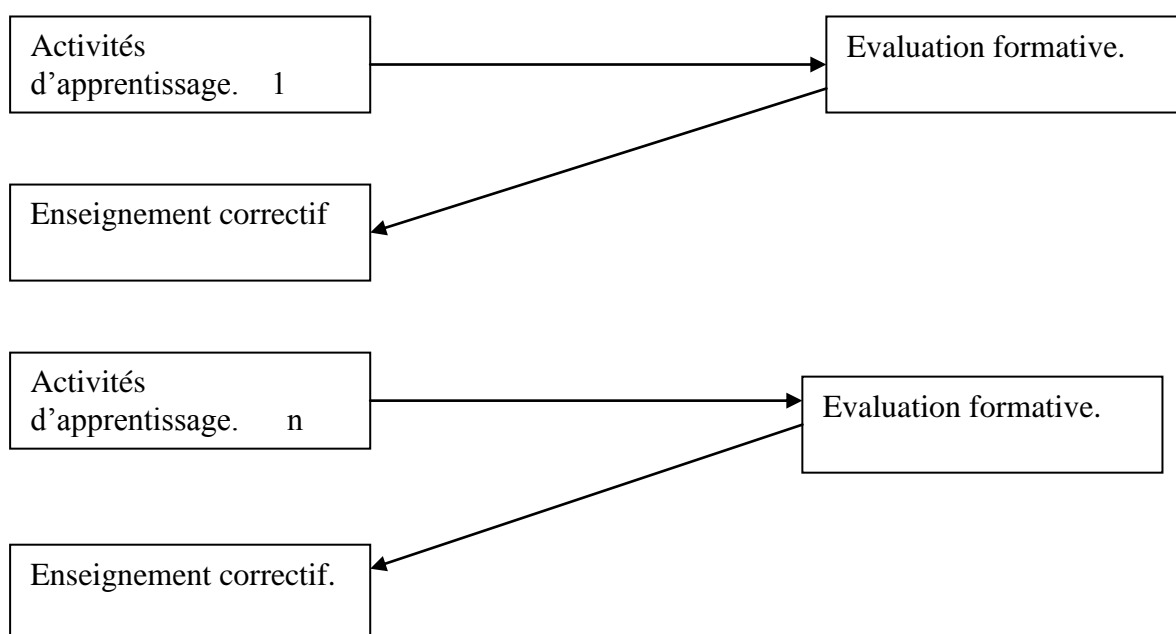 Activités
d’apprentissage. 1
Evaluation formative.
Enseignement correctif
Activités
d’apprentissage. n
Evaluation formative.
Enseignement correctif.